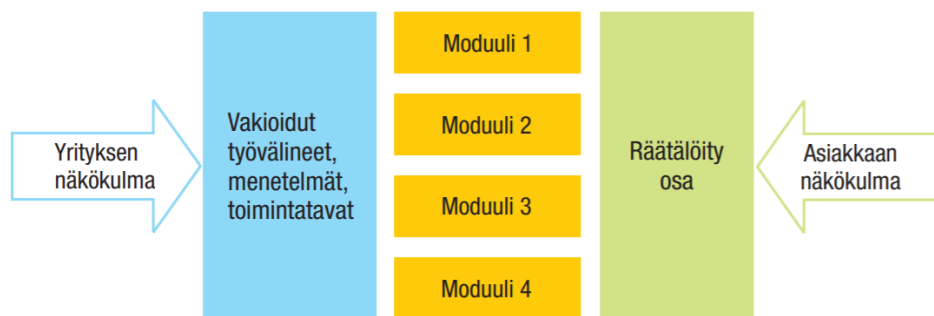 Yrityksen
näkökulma
Vakioidut
työvälineet,
menetelmät,
toimintatavat
Moduuli 1
Moduuli 2
Moduuli 3
Moduuli 4
Räätälöity
osa
Asiakkaan
näkökulma